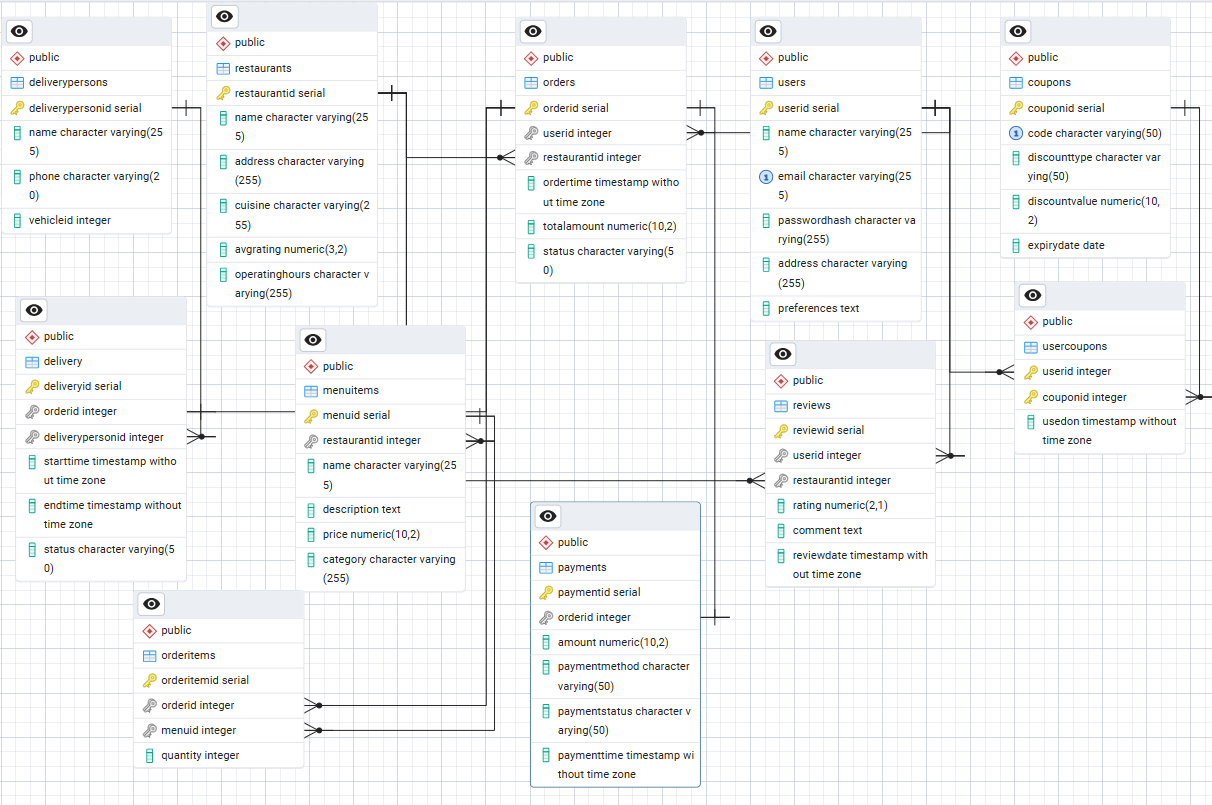 public
deliverypersons
deliverypersonid serial
name character varying(25
5)
phone character varying(2
0)
vehicleid integer
public
restaurants
restaurantid serial
name character varying(25
5)
address character varying
(255)
cuisine character varying(2
55)
avgrating numeric(3,2)
operatinghours character v
arying(255)
public
orders
orderid serial
userid integer
restaurantid integer
ordertime timestamp witho
ut time zone
totalamount numeric(10,2)
status character varying(5
0)
public
users
userid serial
name character varying(25
5)
1
email character varying(25
5)
passwordhash character va
rying(255)
address character varying
(255)
preferences text
public
coupons
couponid serial
1
code character varying(50)
discounttype character var
ying(50)
discountvalue numeric(10,
2)
expirydate date
public
delivery
deliveryid serial
orderid integer
deliverypersonid integer
starttime timestamp witho
ut time zone
endtime timestamp without
time zone
status character varying(5
0)
public
menuitems
menuid serial
restaurantid integer
name character varying(25
5)
description text
price numeric(10,2)
category character varying
(255)
public
reviews
reviewid serial
userid integer
restaurantid integer
rating numeric(2,1)
comment text
reviewdate timestamp with
out time zone
public
usercoupons
userid integer
couponid integer
usedon timestamp without
time zone
public
orderitems
orderitemid serial
orderid integer
menuid integer
quantity integer
public
payments
paymentid serial
orderid integer
amount numeric(10,2)
paymentmethod character
varying(50)
paymentstatus character v
arying(50)
paymenttime timestamp wi
thout time zone